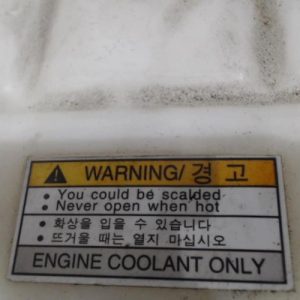 WARNING/ 경 고
• You could be scalded
• Never open when hot
• 화상을 입을 수 있습니다
• 뜨거울 때는 열지 마십시오
ENGINE COOLANT ONLY